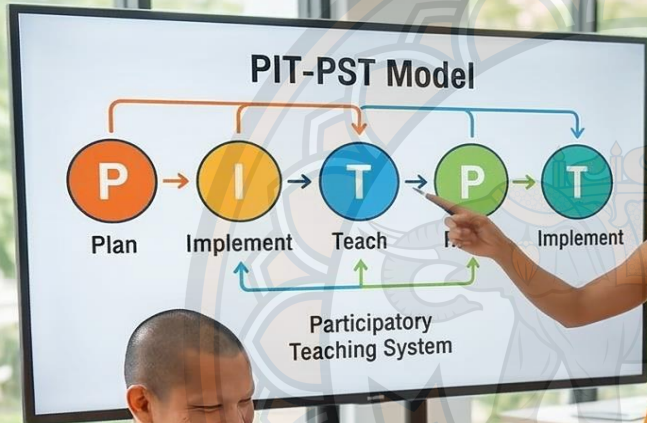 PIT-PST Model
P I T P T
Plan Implement Teach Implement
Participatory
Teaching System